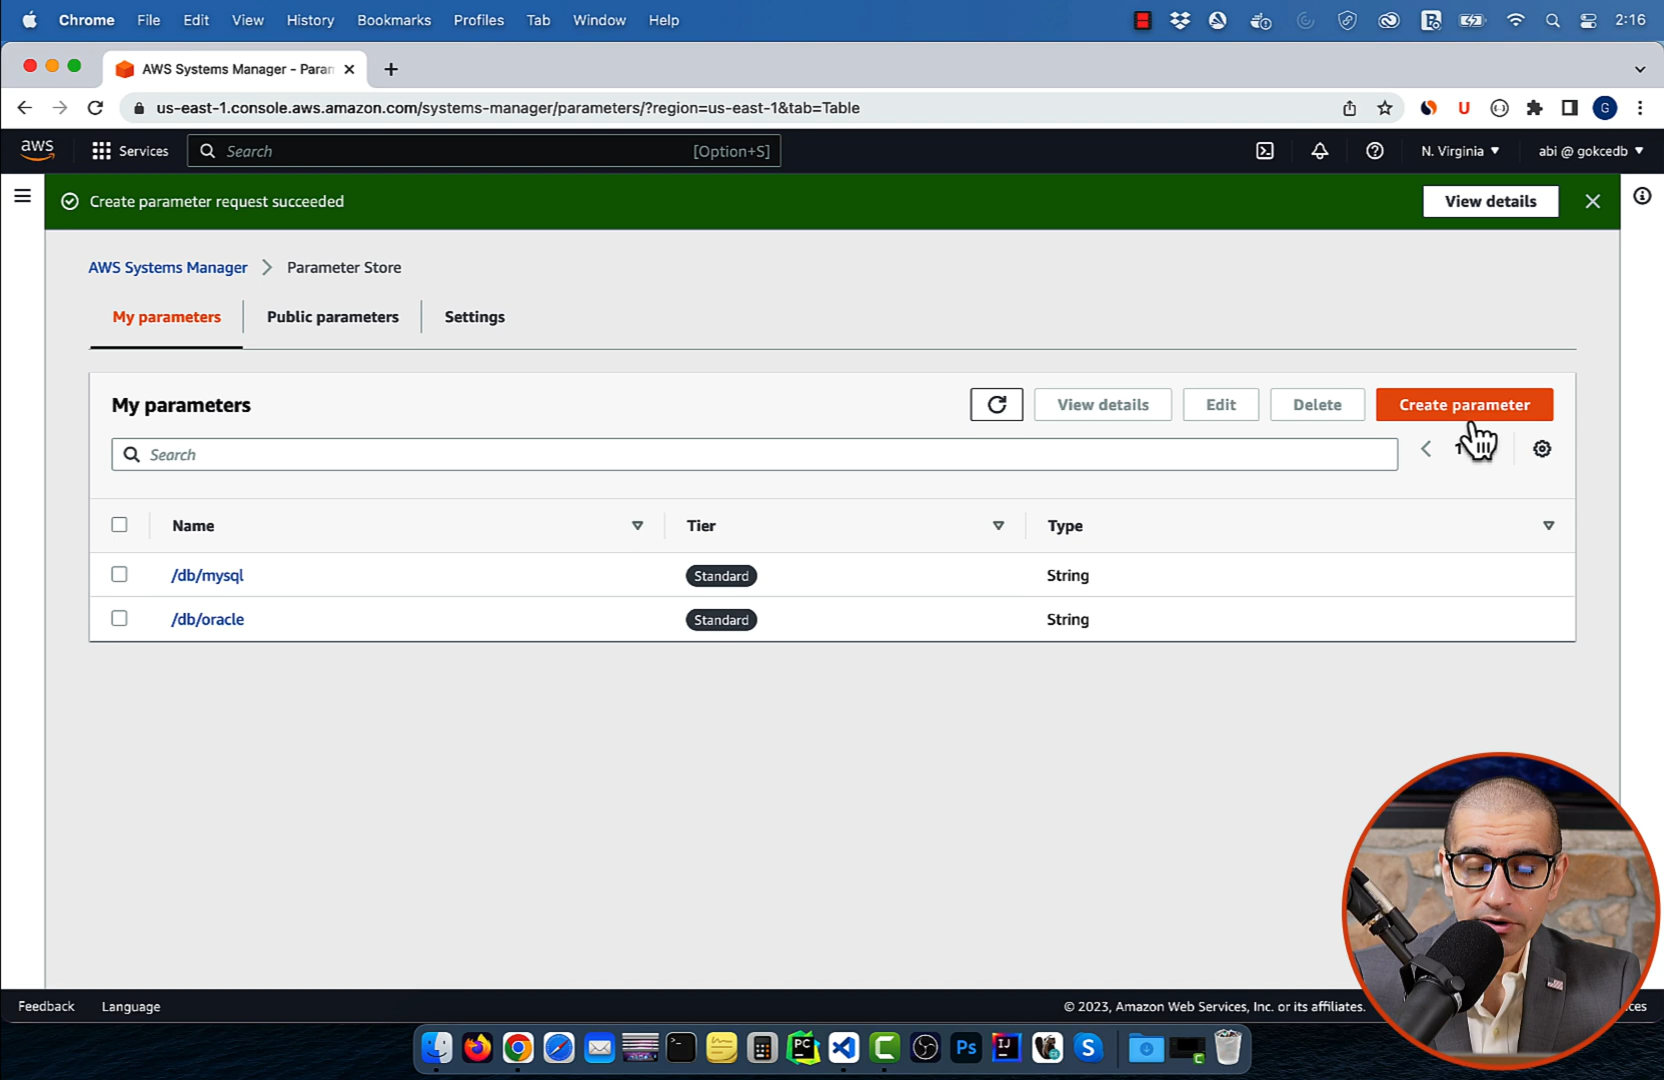 Chrome File Edit View History Bookmarks Profiles Tab Window Help 2:16
AWS Systems Manager - Param
us-east-1.console.aws.amazon.com/systems-manager/parameters/?region=us-east-1&tab=Table U G
aws Services Search [Option+S] N. Virginia abi @ gokcedb
Create parameter request succeeded View details
AWS Systems Manager Parameter Store
My parameters Public parameters Settings
My parameters View details Edit Delete Create parameter
Search
Name Tier Type
/db/mysql Standard String
/db/oracle Standard String
Feedback Language © 2023, Amazon Web Services, Inc. or its affiliates.
PC C Ps IJ S